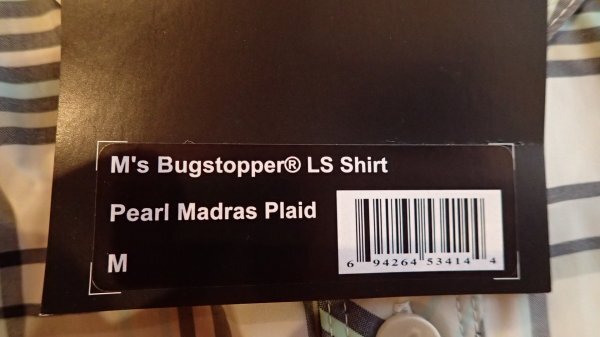 M's Bugstopper® LS Shirt
Pearl Madras Plaid
M
6 94264 53414 4